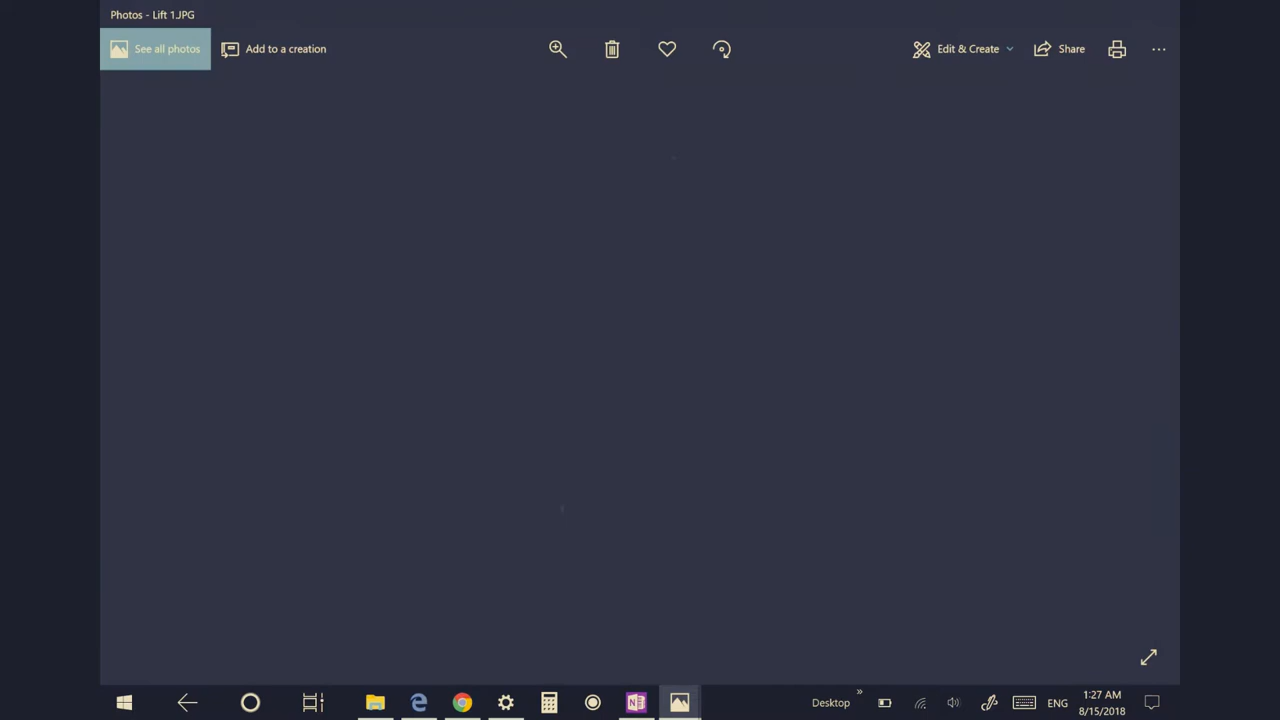 Photos - Lift 1.JPG
See all photos
Add to a creation
Edit & Create
Share
Desktop
ENG
1:27 AM
8/15/2018